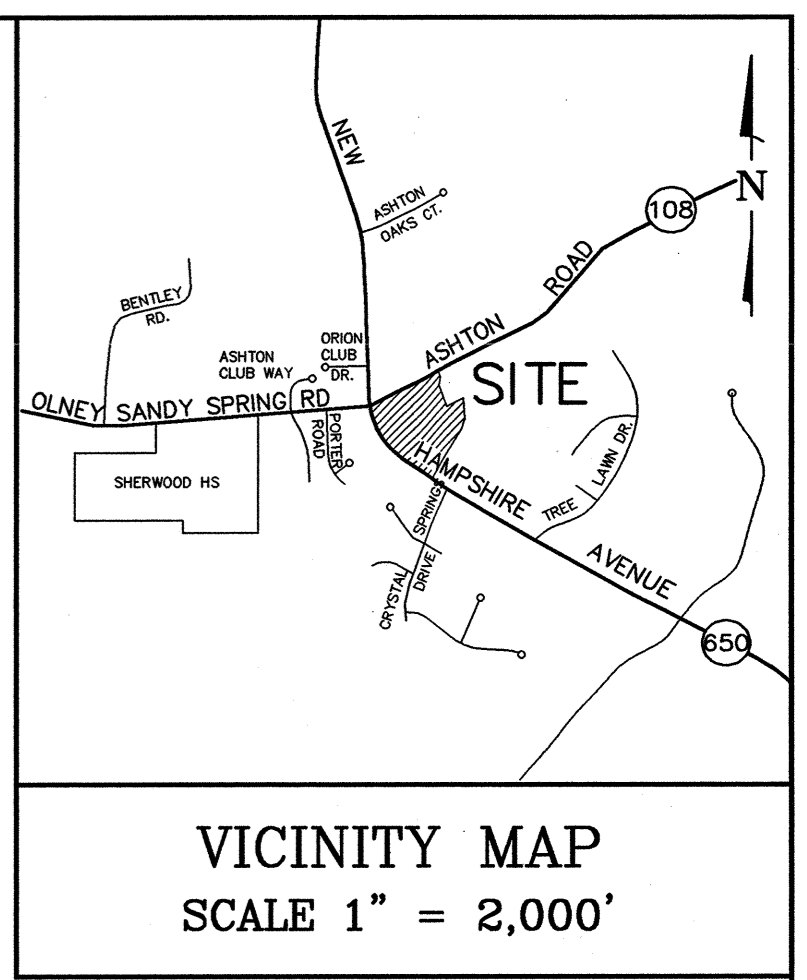 NEW
ASHTON
OAKS CT.
108
N
BENTLEY
RD.
ROAD
ORION
CLUB
DR.
ASHTON
ASHTON
CLUB WAY
SITE
OLNEY SANDY SPRING RD
PORTER
ROAD
SHERWOOD HS
HAMPSHIRE
AVENUE
TREE LAWN DR.
CRYSTAL SPRING
DRIVE
650
VICINITY MAP
SCALE 1" = 2,000'